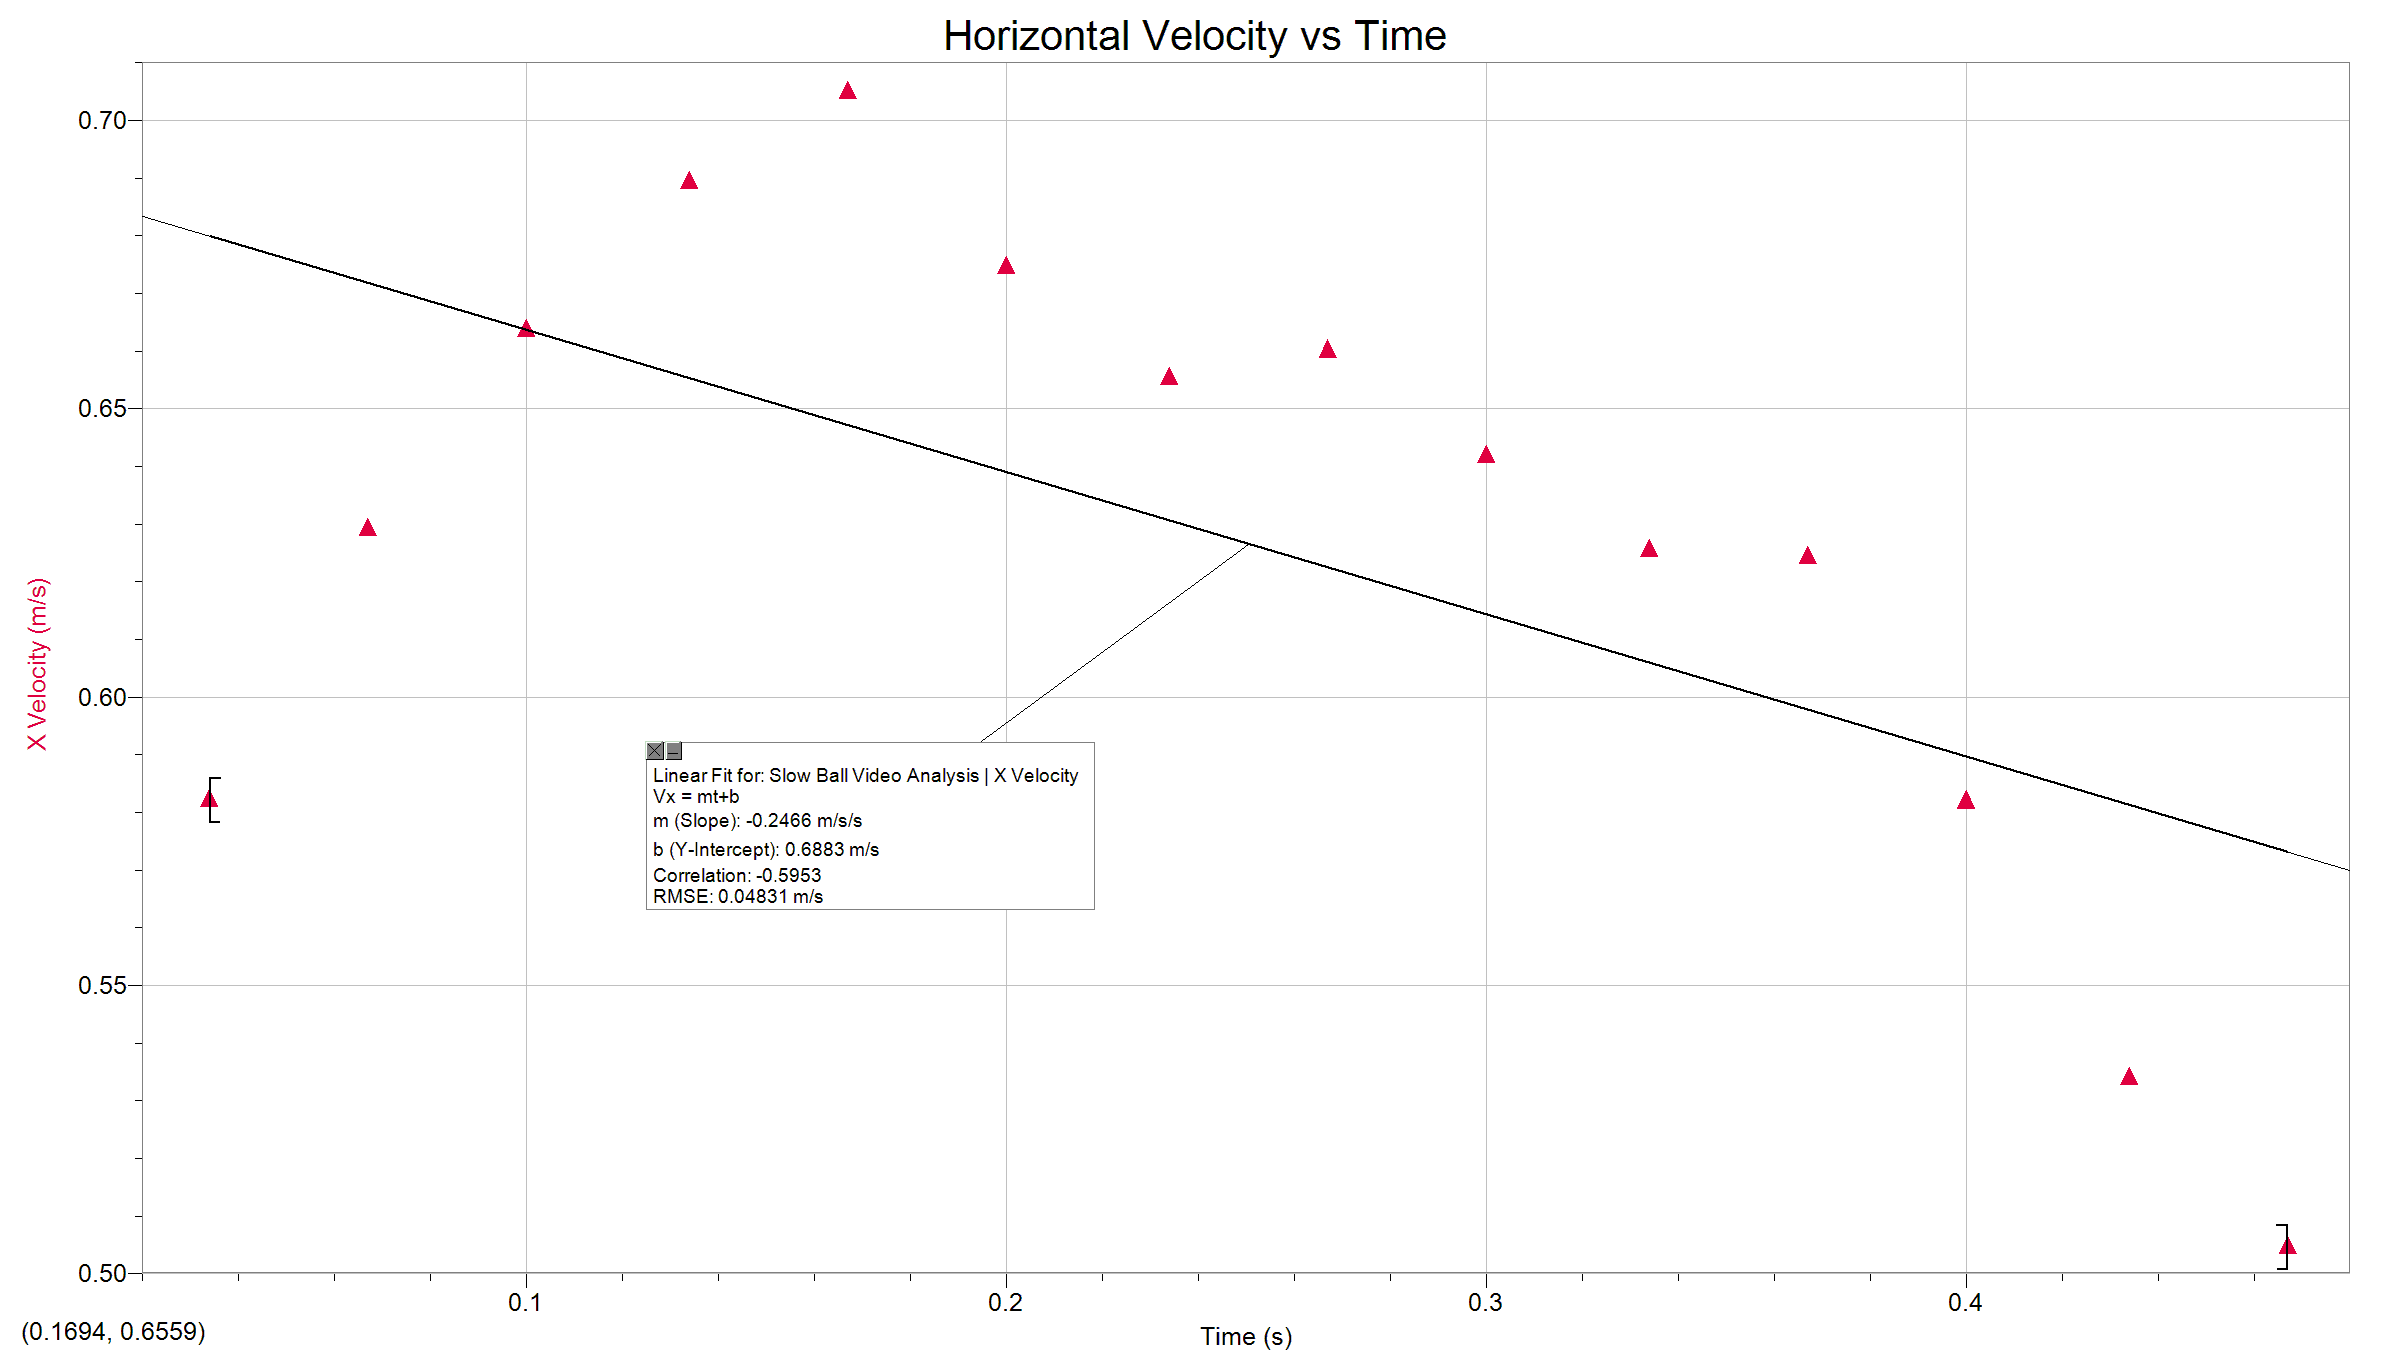 Horizontal Velocity vs Time
0.70
0.65
0.60
0.55
0.50
X Velocity (m/s)
Linear Fit for: Slow Ball Video Analysis | X Velocity
Vx = mt+b
m (Slope): -0.2466 m/s/s
b (Y-Intercept): 0.6883 m/s
Correlation: -0.5953
RMSE: 0.04831 m/s
0.1 0.2 0.3 0.4
(0.1694, 0.6559)
Time (s)